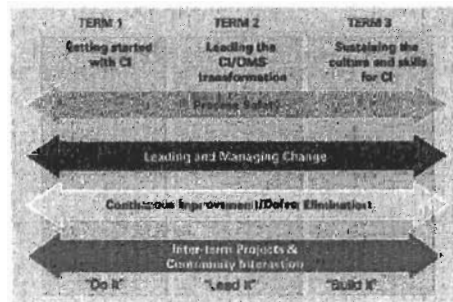 TERM 1 TERM 2 TERM 3
Getting started Leading the Sustaining the
with CI CI/OMS culture and skills
transformation for CI
Process Safety
Leading and Managing Change
Continuous Improvement/Defect Elimination
Inter-term Projects &
Community Interaction
"Do it" "Lead it" "Build it"